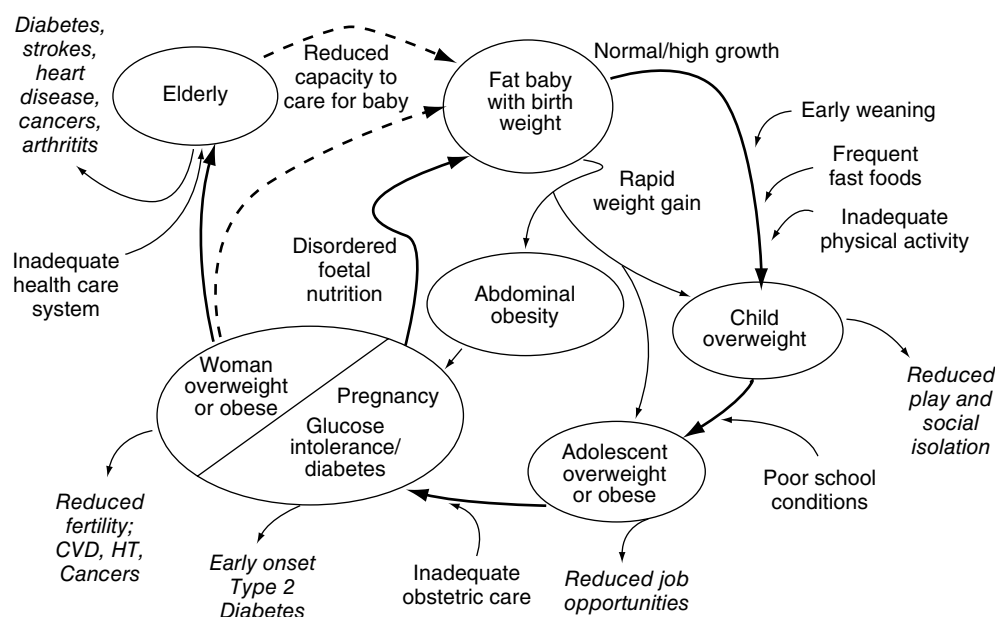 Diabetes,
strokes,
heart
disease,
cancers,
arthritits
Elderly
Reduced
capacity to
care for baby
Fat baby
with birth
weight
Normal/high growth
Early weaning
Frequent
fast foods
Inadequate
physical activity
Rapid
weight gain
Inadequate
health care
system
Disordered
foetal
nutrition
Abdominal
obesity
Child
overweight
Reduced
play and
social
isolation
Woman
overweight
or obese
Pregnancy
Glucose
intolerance/
diabetes
Adolescent
overweight
or obese
Poor school
conditions
Reduced
fertility;
CVD, HT,
Cancers
Early onset
Type 2
Diabetes
Inadequate
obstetric care
Reduced job
opportunities